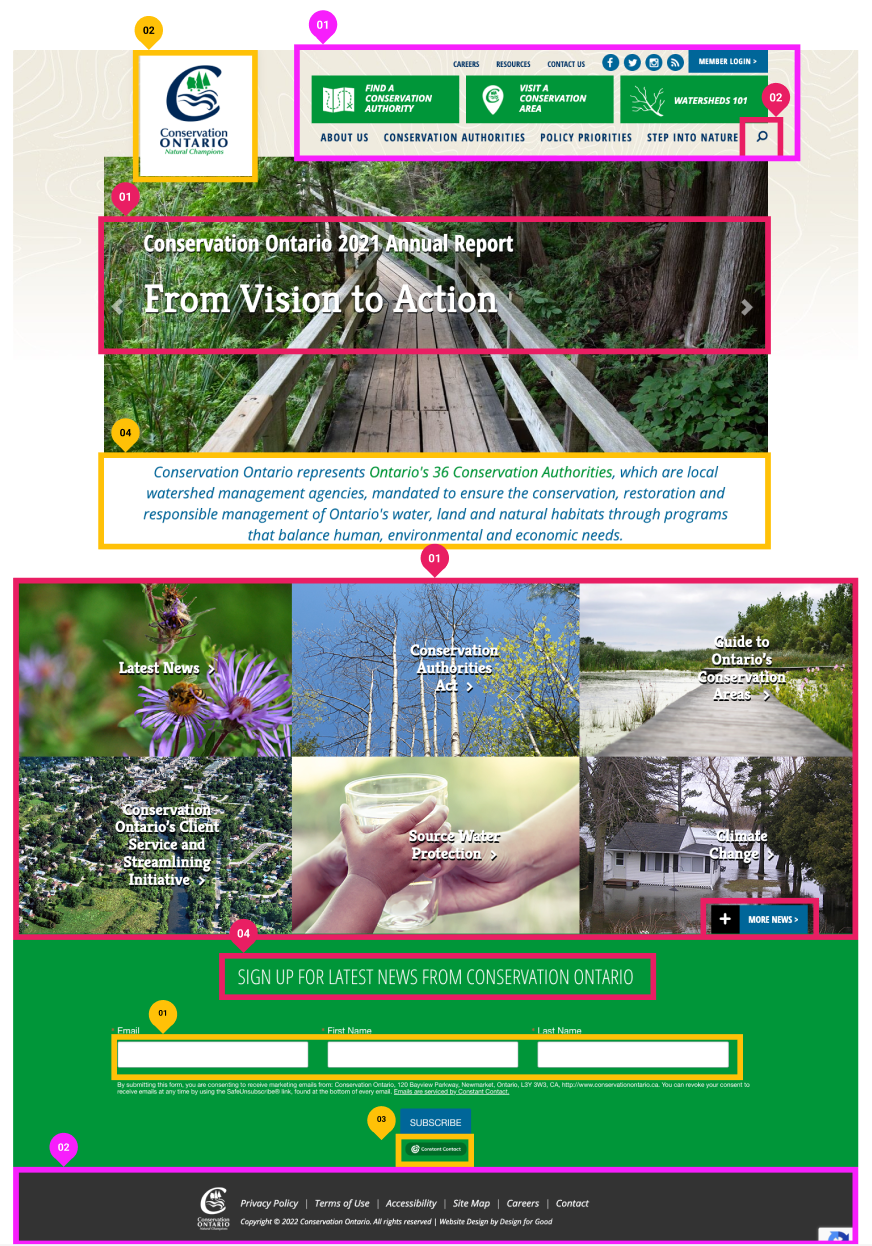 02
01
CAREERS RESOURCES CONTACT US MEMBER LOGIN >
FIND A
CONSERVATION
AUTHORITY
VISIT A
CONSERVATION
AREA
WATERSHEDS 101
02
ABOUT US CONSERVATION AUTHORITIES POLICY PRIORITIES STEP INTO NATURE
Conservation
ONTARIO
Natural Champions
01
Conservation Ontario 2021 Annual Report
From Vision to Action
04
Conservation Ontario represents Ontario's 36 Conservation Authorities, which are local
watershed management agencies, mandated to ensure the conservation, restoration and
responsible management of Ontario's water, land and natural habitats through programs
that balance human, environmental and economic needs.
01
Latest News >
Conservation
Authorities
Act >
Guide to
Ontario's
Conservation
Areas >
Conservation
Ontario's Client
Service and
Streamlining
Initiative >
Source Water
Protection >
Climate
Change >
+ MORE NEWS >
04
SIGN UP FOR LATEST NEWS FROM CONSERVATION ONTARIO
01
* Email * First Name * Last Name
By submitting this form, you are consenting to receive marketing emails from: Conservation Ontario, 120 Bayview Parkway, Newmarket, Ontario, L3Y 3W3, CA, http://www.conservationontario.ca. You can revoke your consent to
receive emails at any time by using the SafeUnsubscribe® link, found at the bottom of every email. Emails are serviced by Constant Contact.
03
SUBSCRIBE
Constant Contact
02
Conservation
ONTARIO
Natural Champions
Privacy Policy | Terms of Use | Accessibility | Site Map | Careers | Contact
Copyright © 2022 Conservation Ontario. All rights reserved | Website Design by Design for Good